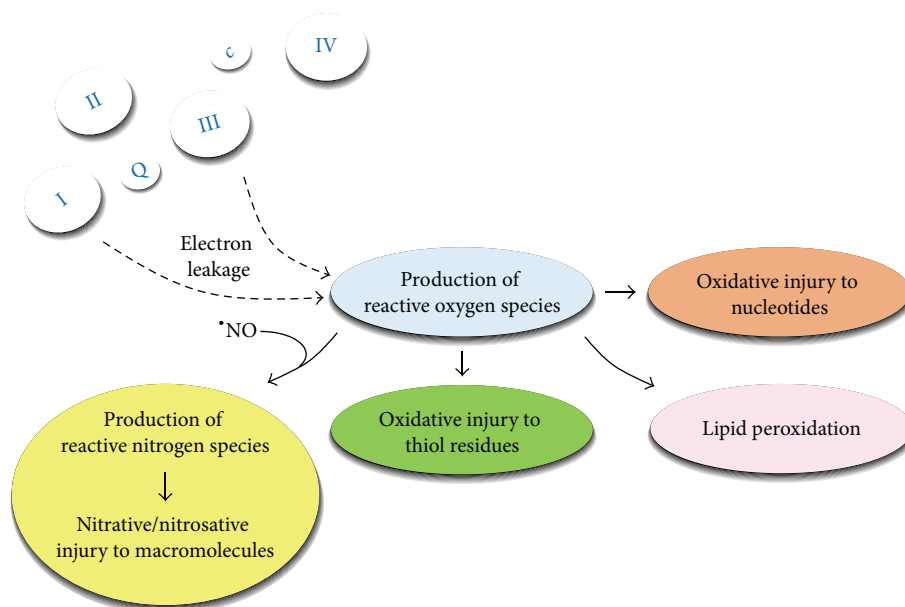 IV
c
II
III
Q
I
Electron
leakage
Production of
reactive oxygen species
Oxidative injury to
nucleotides
•NO
Production of
reactive nitrogen species
Nitrative/nitrosative
injury to macromolecules
Oxidative injury to
thiol residues
Lipid peroxidation